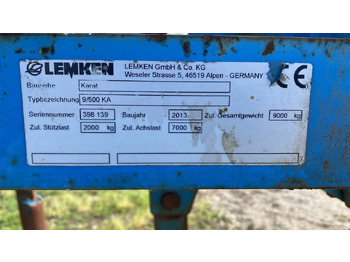 LEMKEN
LEMKEN GmbH & Co. KG
Weseler Strasse 5, 46519 Alpen - GERMANY CE
Baureihe Karat
Typbezeichnung 9/500 KA
Seriennummer 398 139 Baujahr 2013 Zul. Gesamtgewicht 9000 kg
Zul. Stützlast 2000 kg Zul. Achslast 7000 kg